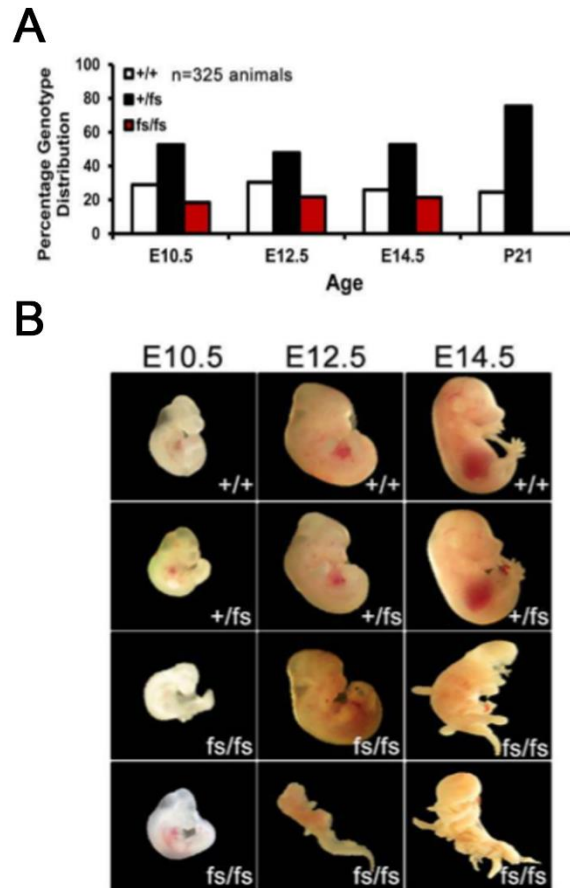 A
Percentage Genotype
Distribution
100
80
60
40
20
0
+/+ n=325 animals
+/fs
fs/fs
E10.5 E12.5 E14.5 P21
Age
B
E10.5 E12.5 E14.5
+/+ +/+ +/+
+/fs +/fs +/fs
fs/fs fs/fs fs/fs
fs/fs fs/fs fs/fs